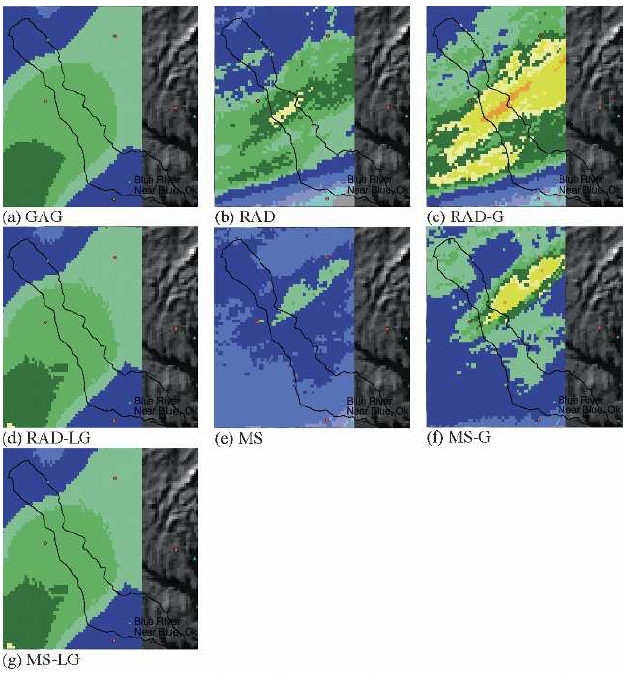 Blue River
Near Blue, Ok
(a) GAG
Blue River
Near Blue, Ok
(b) RAD
Blue River
Near Blue, Ok
(c) RAD-G
Blue River
Near Blue, Ok
(d) RAD-LG
Blue River
Near Blue, Ok
(e) MS
Blue River
Near Blue, Ok
(f) MS-G
Blue River
Near Blue, Ok
(g) MS-LG